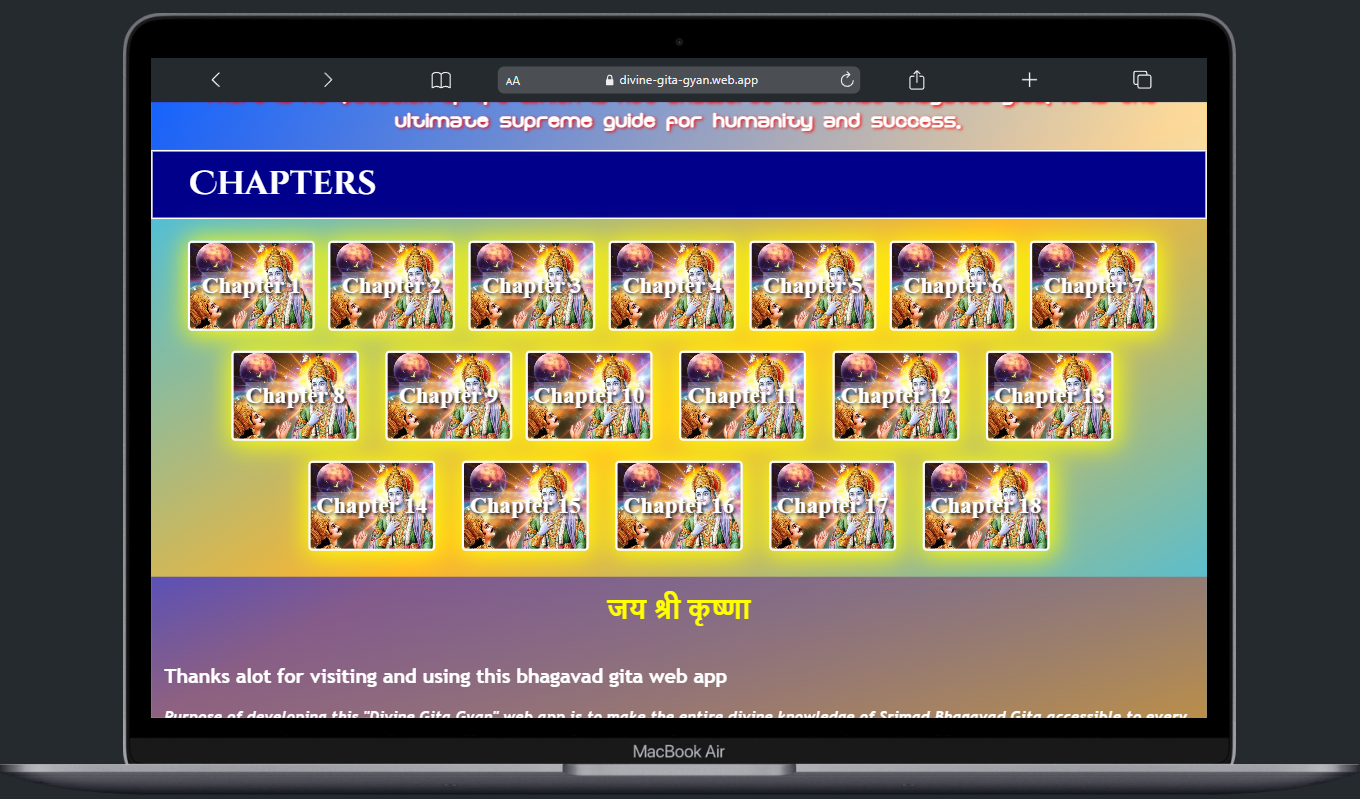 AA divine-gita-gyan.web.app
ultimate supreme guide for humanity and success.
Chapters
Chapter 1 Chapter 2 Chapter 3 Chapter 4 Chapter 5 Chapter 6 Chapter 7
Chapter 8 Chapter 9 Chapter 10 Chapter 11 Chapter 12 Chapter 13
Chapter 14 Chapter 15 Chapter 16 Chapter 17 Chapter 18
जय श्री कृष्णा
Thanks alot for visiting and using this bhagavad gita web app
Purpose of developing this "Divine Gita Gyan" web app is to make the entire divine knowledge of Srimad Bhagavad Gita accessible to every
MacBook Air